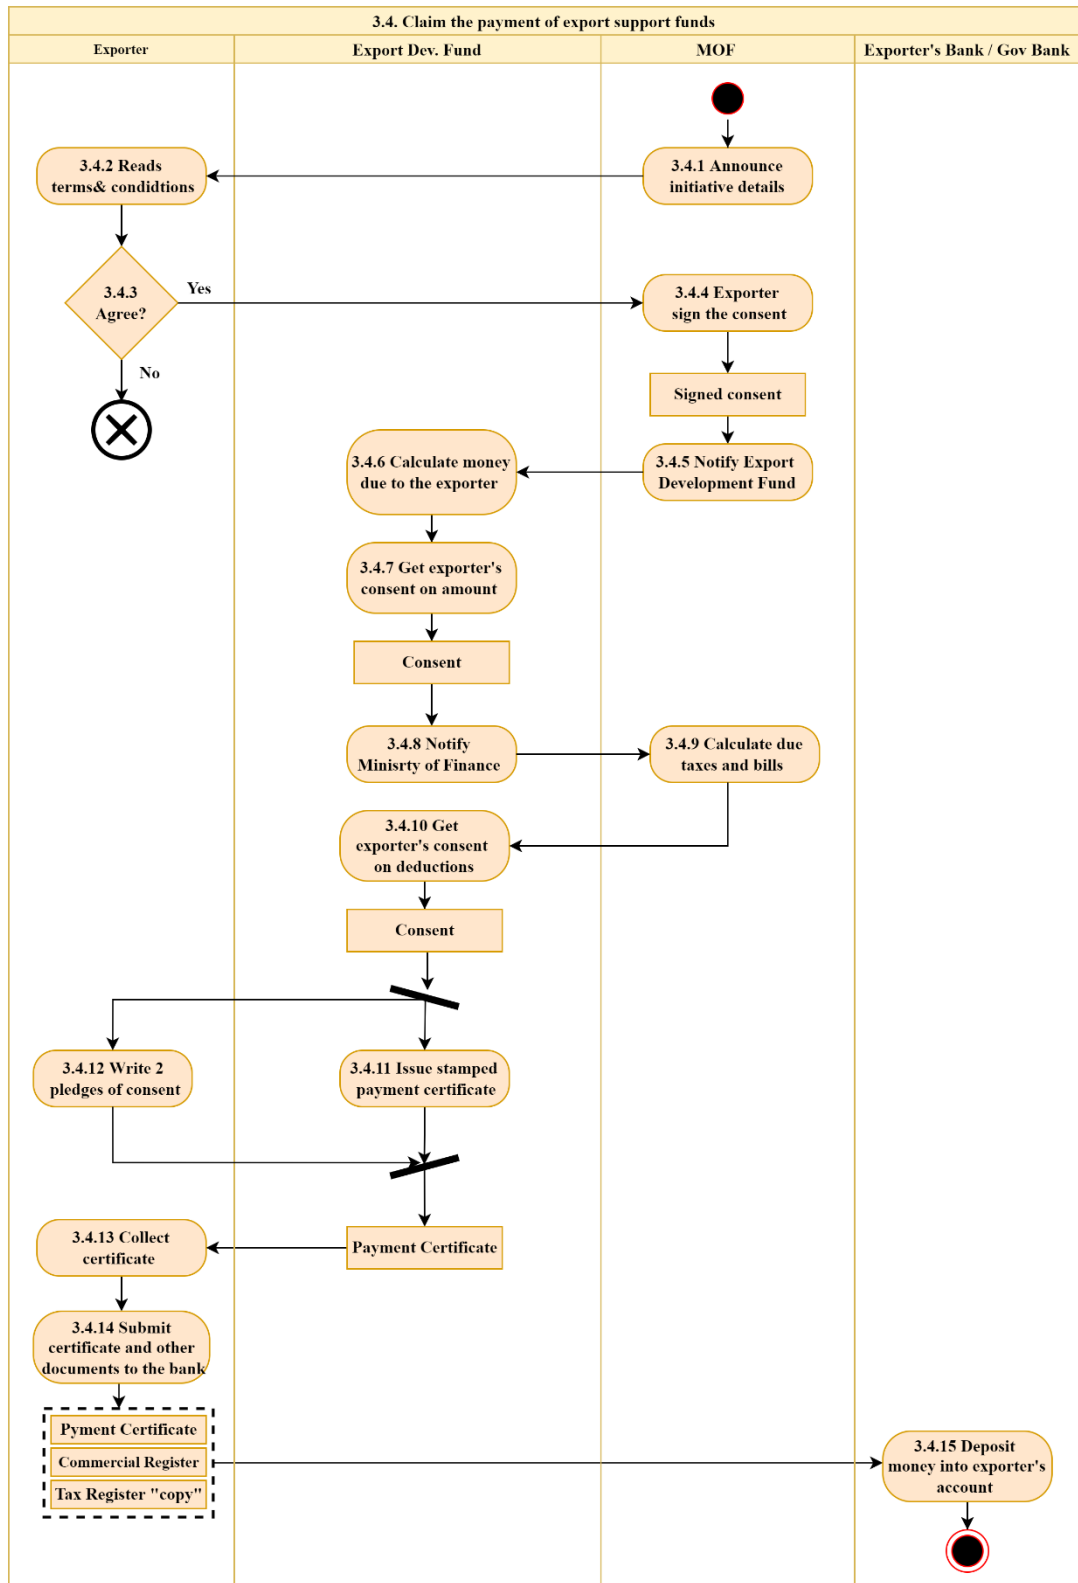 3.4. Claim the payment of export support funds
Exporter
Export Dev. Fund
MOF
Exporter's Bank / Gov Bank
3.4.1 Announce
initiative details
3.4.2 Reads
terms& condidtions
3.4.3
Agree?
Yes
No
3.4.4 Exporter
sign the consent
Signed consent
3.4.5 Notify Export
Development Fund
3.4.6 Calculate money
due to the exporter
3.4.7 Get exporter's
consent on amount
Consent
3.4.8 Notify
Minisrty of Finance
3.4.9 Calculate due
taxes and bills
3.4.10 Get
exporter's consent
on deductions
Consent
3.4.12 Write 2
pledges of consent
3.4.11 Issue stamped
payment certificate
Payment Certificate
3.4.13 Collect
certificate
3.4.14 Submit
certificate and other
documents to the bank
Pyment Certificate
Commercial Register
Tax Register "copy"
3.4.15 Deposit
money into exporter's
account